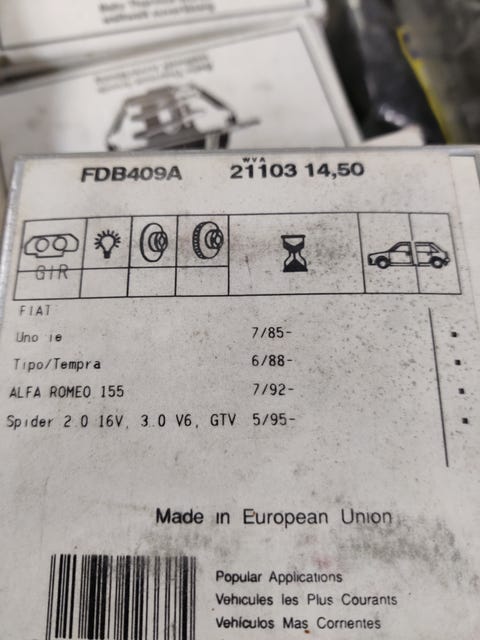 FDB409A
WVA
21103 14,50
GIR
FIAT
Uno ie 7/85-
Tipo/Tempra 6/88-
ALFA ROMEO 155 7/92-
Spider 2.0 16V, 3.0 V6, GTV 5/95-
Made in European Union
Popular Applications
Vehicules les Plus Courants
Vehículos Mas Corrientes